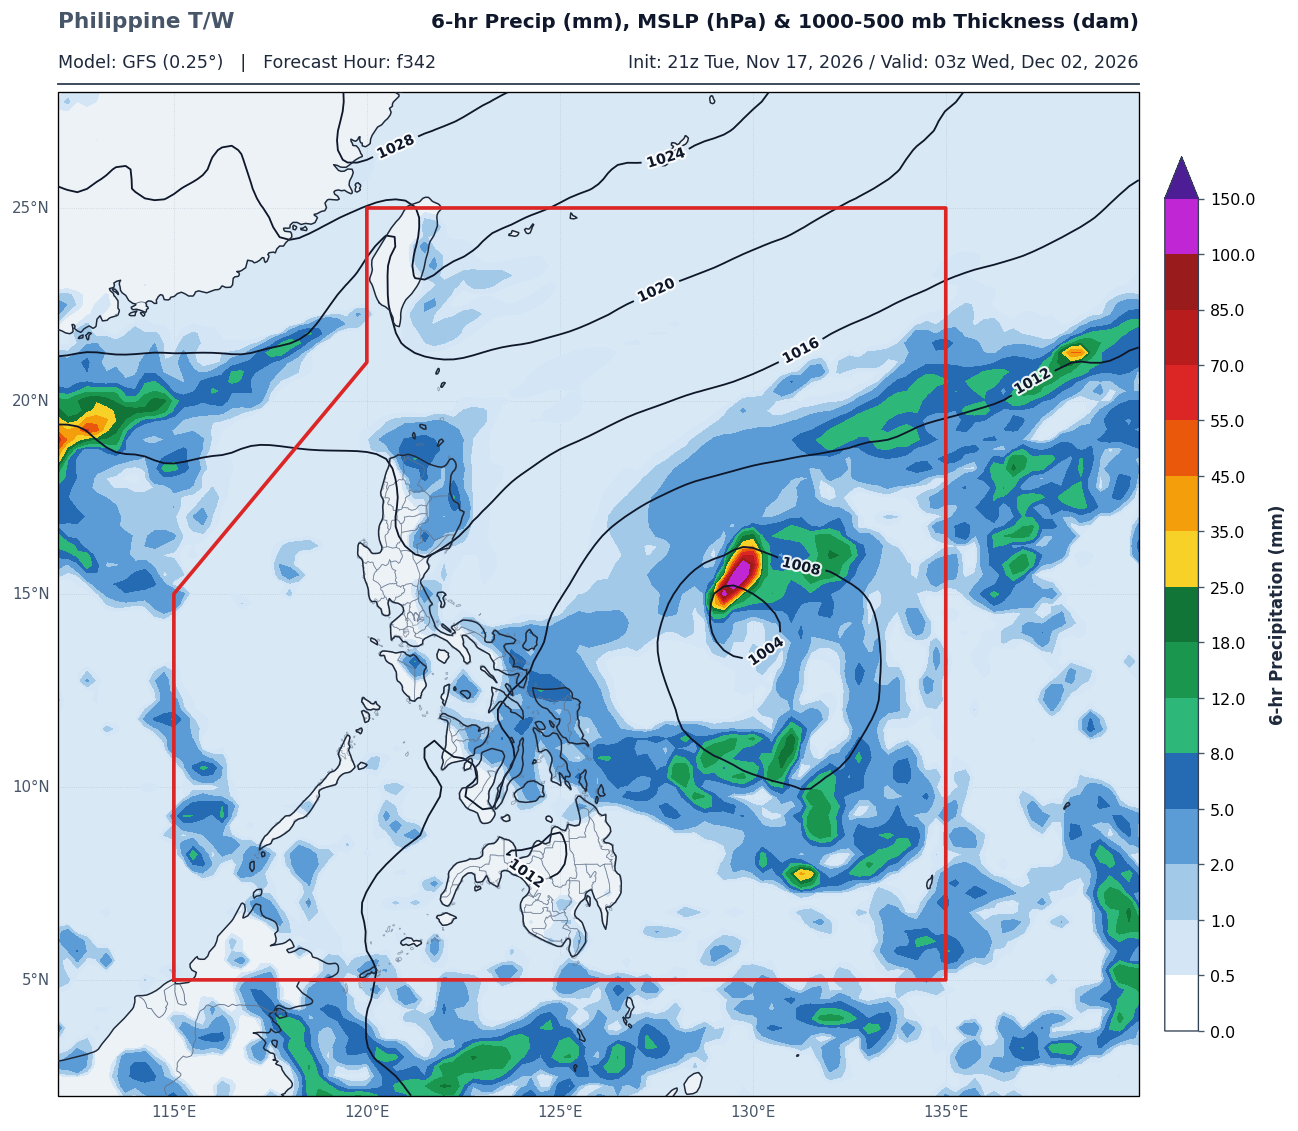 Philippine T/W
6-hr Precip (mm), MSLP (hPa) & 1000-500 mb Thickness (dam)
Model: GFS (0.25°) | Forecast Hour: f342
Init: 21z Tue, Nov 17, 2026 / Valid: 03z Wed, Dec 02, 2026
1028
1024
1020
1016
1012
1008
1004
1012
25°N
20°N
15°N
10°N
5°N
115°E
120°E
125°E
130°E
135°E
150.0
100.0
85.0
70.0
55.0
45.0
35.0
25.0
18.0
12.0
8.0
5.0
2.0
1.0
0.5
0.0
6-hr Precipitation (mm)